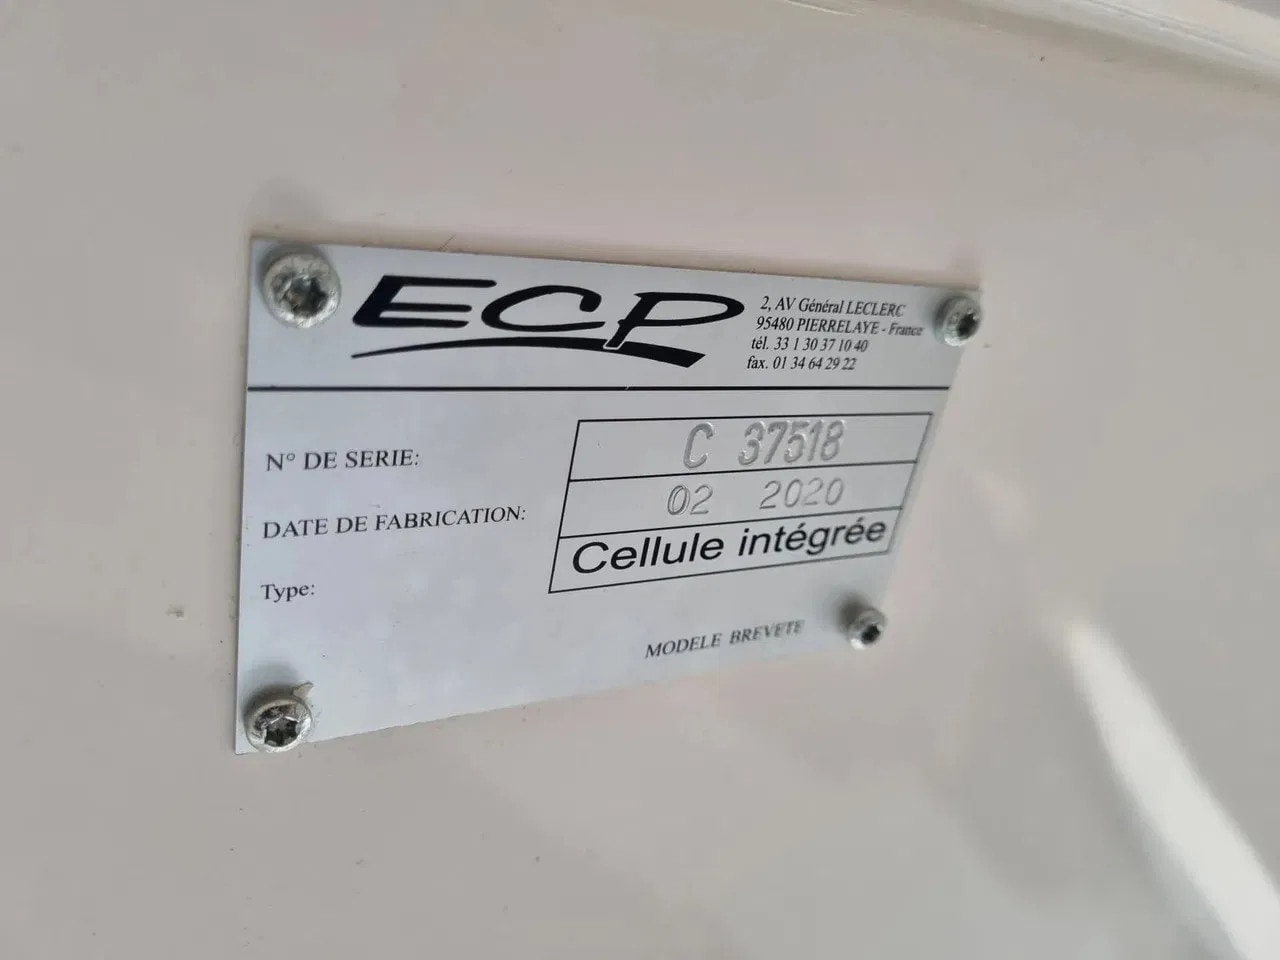 ECP
2, AV Général LECLERC
95480 PIERRELAYE - France
tél. 33 1 30 37 10 40
fax. 01 34 64 29 22
N° DE SERIE: C 37518
DATE DE FABRICATION: 02 2020
Type: Cellule intégrée
MODELE BREVETE